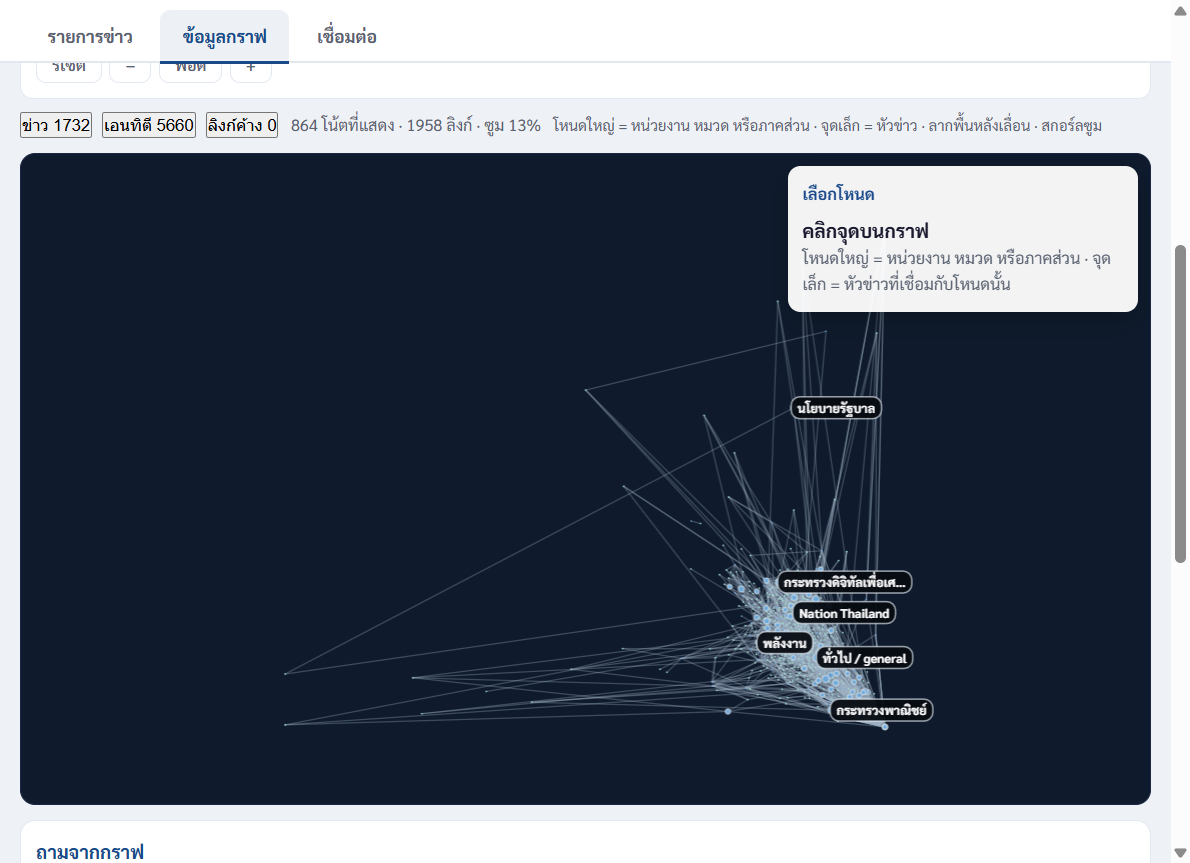 รายการข่าว
ข้อมูลกราฟ
เชื่อมต่อ
รีเซ็ต
−
พอดี
+
ข่าว 1732
เอนทิตี 5660
ลิงก์ค้าง 0
864 โน้ตที่แสดง · 1958 ลิงก์ · ซูม 13%
โหนดใหญ่ = หน่วยงาน หมวด หรือภาคส่วน · จุดเล็ก = หัวข่าว · ลากพื้นหลังเลื่อน · สกอร์ลซูม
เลือกโหนด
คลิกจุดบนกราฟ
โหนดใหญ่ = หน่วยงาน หมวด หรือภาคส่วน · จุด
เล็ก = หัวข่าวที่เชื่อมกับโหนดนั้น
นโยบายรัฐบาล
กระทรวงดิจิทัลเพื่อเศ...
Nation Thailand
พลังงาน
ทั่วไป / general
กระทรวงพาณิชย์
ถามจากกราฟ